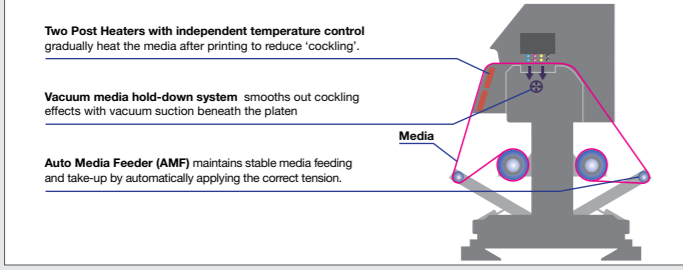 Two Post Heaters with independent temperature control
gradually heat the media after printing to reduce ‘cockling’.
Vacuum media hold-down system smooths out cockling
effects with vacuum suction beneath the platen
Media
Auto Media Feeder (AMF) maintains stable media feeding
and take-up by automatically applying the correct tension.